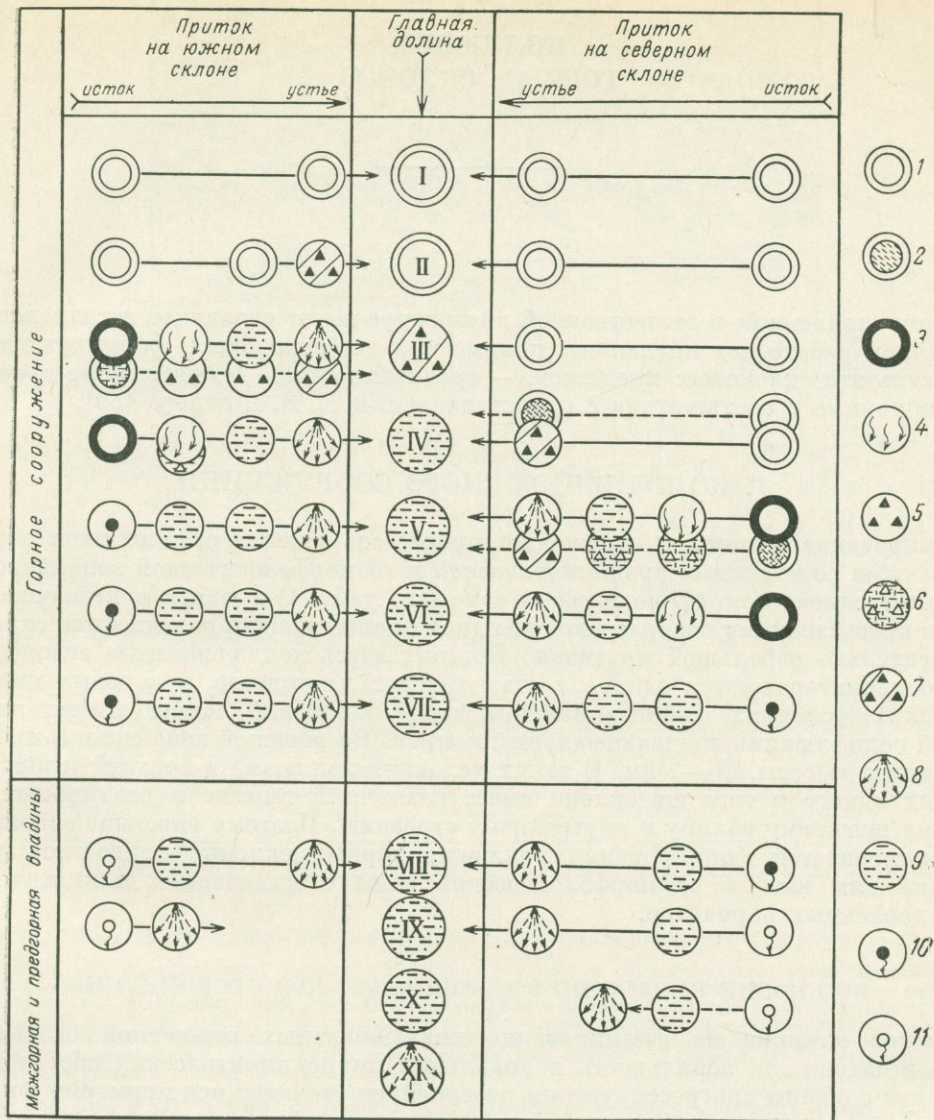 Приток
на южном
склоне
исток устье
Главная
долина
Приток
на северном
склоне
устье исток
Горное сооружение
Межгорная и предгорная впадины
I
II
III
IV
V
VI
VII
VIII
IX
X
XI
1
2
3
4
5
6
7
8
9
10
11